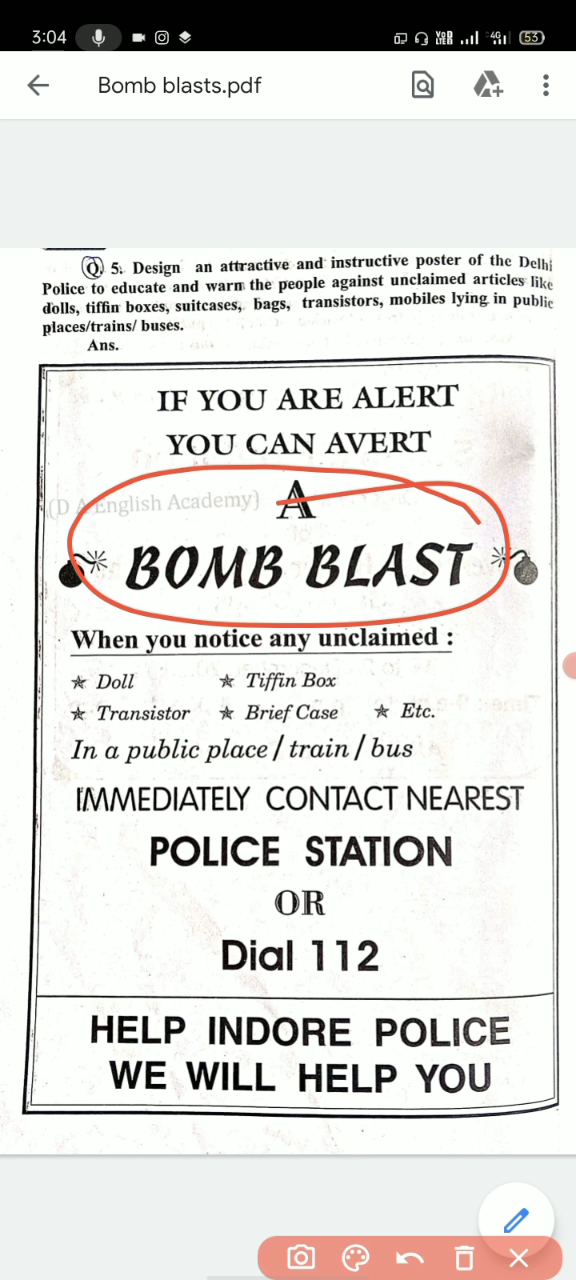 3:04
VoB
LTE B
4G
53
Bomb blasts.pdf
Q. 5. Design an attractive and instructive poster of the Delhi
Police to educate and warn the people against unclaimed articles like
dolls, tiffin boxes, suitcases, bags, transistors, mobiles lying in public
places/trains/ buses.
Ans.
IF YOU ARE ALERT
YOU CAN AVERT
(D A English Academy) A
BOMB BLAST
When you notice any unclaimed :
★ Doll ★ Tiffin Box
★ Transistor ★ Brief Case ★ Etc.
In a public place / train / bus
IMMEDIATELY CONTACT NEAREST
POLICE STATION
OR
Dial 112
HELP INDORE POLICE
WE WILL HELP YOU